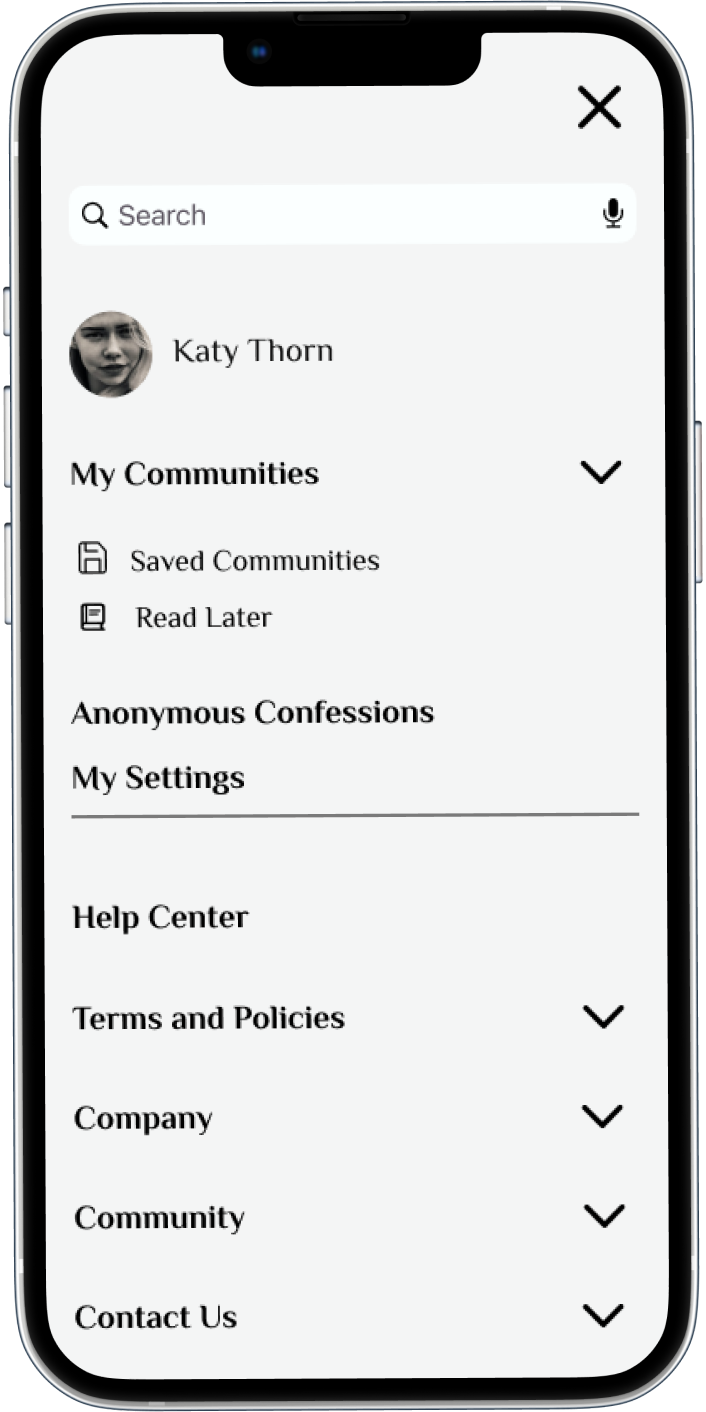 Search
Katy Thorn
My Communities
Saved Communities
Read Later
Anonymous Confessions
My Settings
Help Center
Terms and Policies
Company
Community
Contact Us